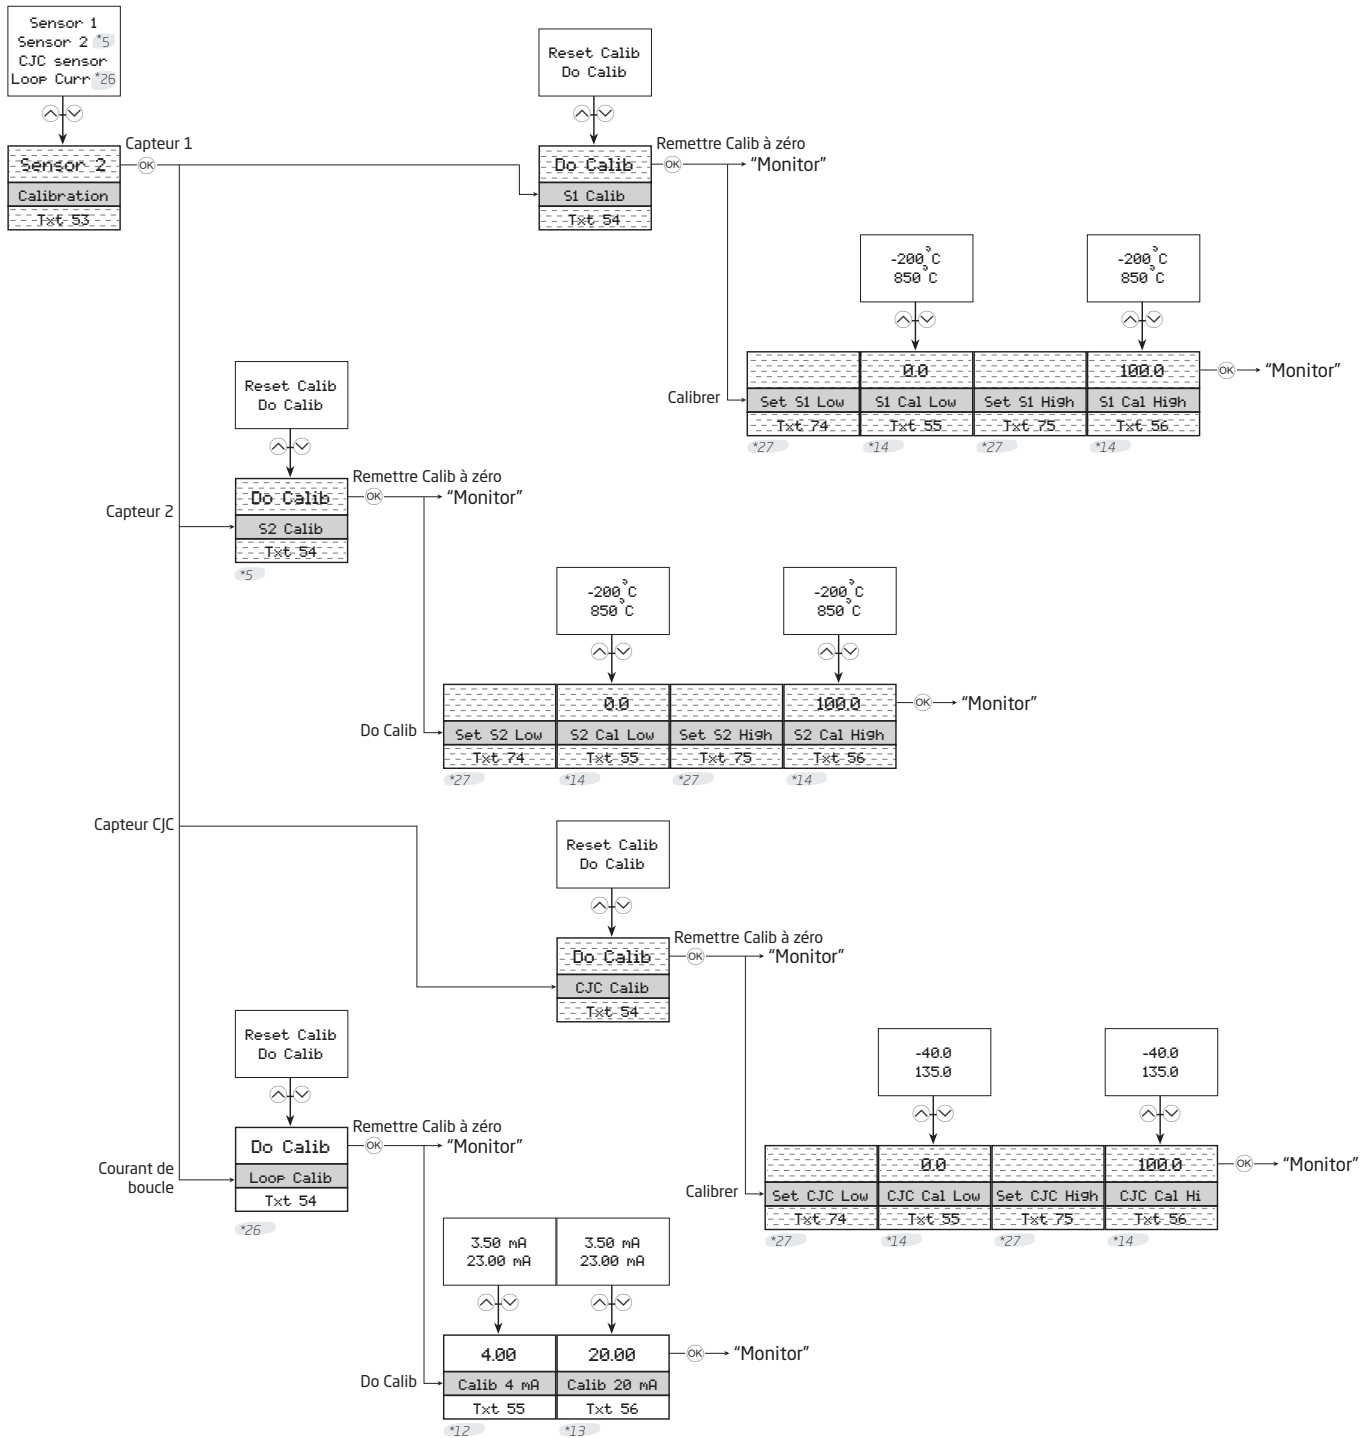 Sensor 1
Sensor 2 *5
CJC sensor
Loop Curr *26
Sensor 2
Calibration
Txt 53
Capteur 1
OK
Reset Calib
Do Calib
Do Calib
S1 Calib
Txt 54
Remettre Calib à zéro
OK
"Monitor"
-200°C
850°C
-200°C
850°C
Calibrer
0.0
100.0
Set S1 Low
S1 Cal Low
Set S1 High
S1 Cal High
Txt 74
Txt 55
Txt 75
Txt 56
*27
*14
*27
*14
OK
"Monitor"
Reset Calib
Do Calib
Capteur 2
Do Calib
S2 Calib
Txt 54
*5
Remettre Calib à zéro
OK
"Monitor"
-200°C
850°C
-200°C
850°C
Do Calib
0.0
100.0
Set S2 Low
S2 Cal Low
Set S2 High
S2 Cal High
Txt 74
Txt 55
Txt 75
Txt 56
*27
*14
*27
*14
OK
"Monitor"
Capteur CJC
Reset Calib
Do Calib
Do Calib
CJC Calib
Txt 54
Remettre Calib à zéro
OK
"Monitor"
-40.0
135.0
-40.0
135.0
Calibrer
0.0
100.0
Set CJC Low
CJC Cal Low
Set CJC High
CJC Cal Hi
Txt 74
Txt 55
Txt 75
Txt 56
*27
*14
*27
*14
OK
"Monitor"
Reset Calib
Do Calib
Courant de
boucle
Do Calib
Loop Calib
Txt 54
*26
Remettre Calib à zéro
OK
"Monitor"
3.50 mA
23.00 mA
3.50 mA
23.00 mA
Do Calib
4.00
20.00
Calib 4 mA
Calib 20 mA
Txt 55
Txt 56
*12
*13
OK
"Monitor"